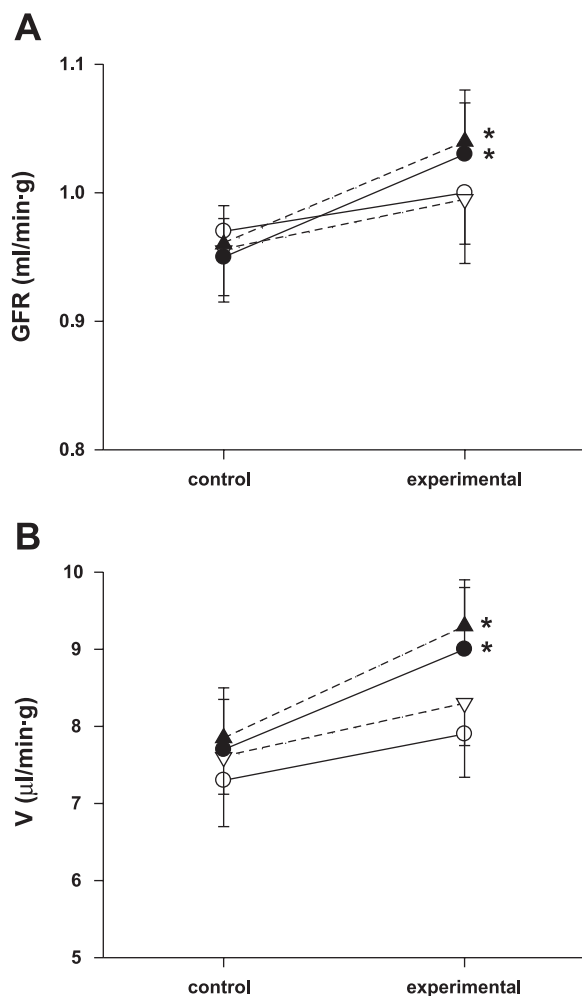 A
1.1
1.0
0.9
0.8
GFR (ml/min·g)
*
*
control experimental
B
10
9
8
7
6
5
V (μl/min·g)
*
*
control experimental